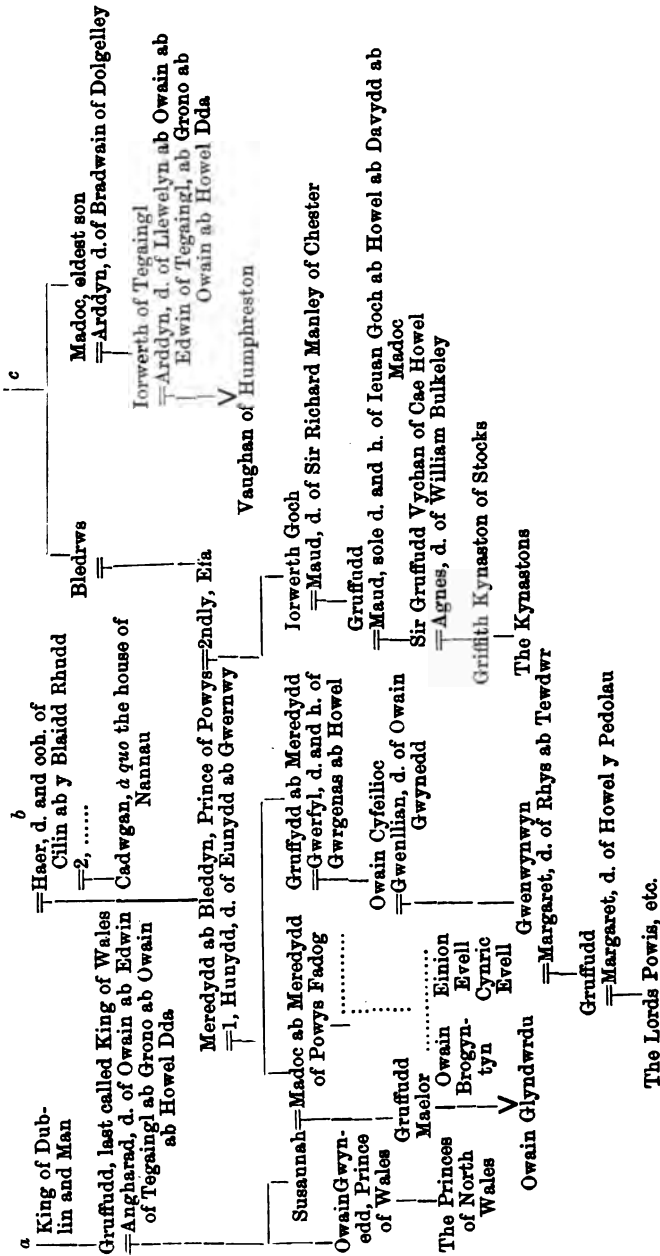 a
King of Dub-
lin and Man
Gruffudd, last called King of Wales
=Angharad, d. of Owain ab Edwin
of Tegaingl ab Grono ab Owain
ab Howel Dda
b
=Haer, d. and coh. of
Cilin ab y Blaidd Rhudd
=2, ......
Cadwgan, à quo the house of
Nannau
c
Bledrws
=
Madoc, eldest son
=Arddyn, d. of Bradwain of Dolgelley
Iorwerth of Tegaingl
=Arddyn, d. of Llewelyn ab Owain ab
Edwin of Tegaingl, ab Grono ab
Owain ab Howel Dda
V
Vaughan of Humphreston
Meredydd ab Bleddyn, Prince of Powys=2ndly, Efa
=1, Hunydd, d. of Eunydd ab Gwernwy
Susaunah=Madoc ab Meredydd
of Powys Fadog
Gruffydd ab Meredydd
=Gwerfyl, d. and h. of
Gwrgenas ab Howel
Iorwerth Goch
=Maud, d. of Sir Richard Manley of Chester
OwainGwyn-
edd, Prince
of Wales
Gruffudd
Maelor
Owain
Brogyn-
tyn
Einion
Evell
Cynric
Evell
Owain Cyfeilioc
=Gwenllian, d. of Owain
Gwynedd
Gruffudd
=Maud, sole d. and h. of Ieuan Goch ab Howel ab Davydd ab
Madoc
The Princes
of North
Wales
V
Owain Glyndwrdu
Gwenwynwyn
=Margaret, d. of Rhys ab Tewdwr
Sir Gruffudd Vychan of Cae Howel
=Agnes, d. of William Bulkeley
Griffith Kynaston of Stocks
The Kynastons
Gruffudd
=Margaret, d. of Howel y Pedolau
The Lords Powis, etc.